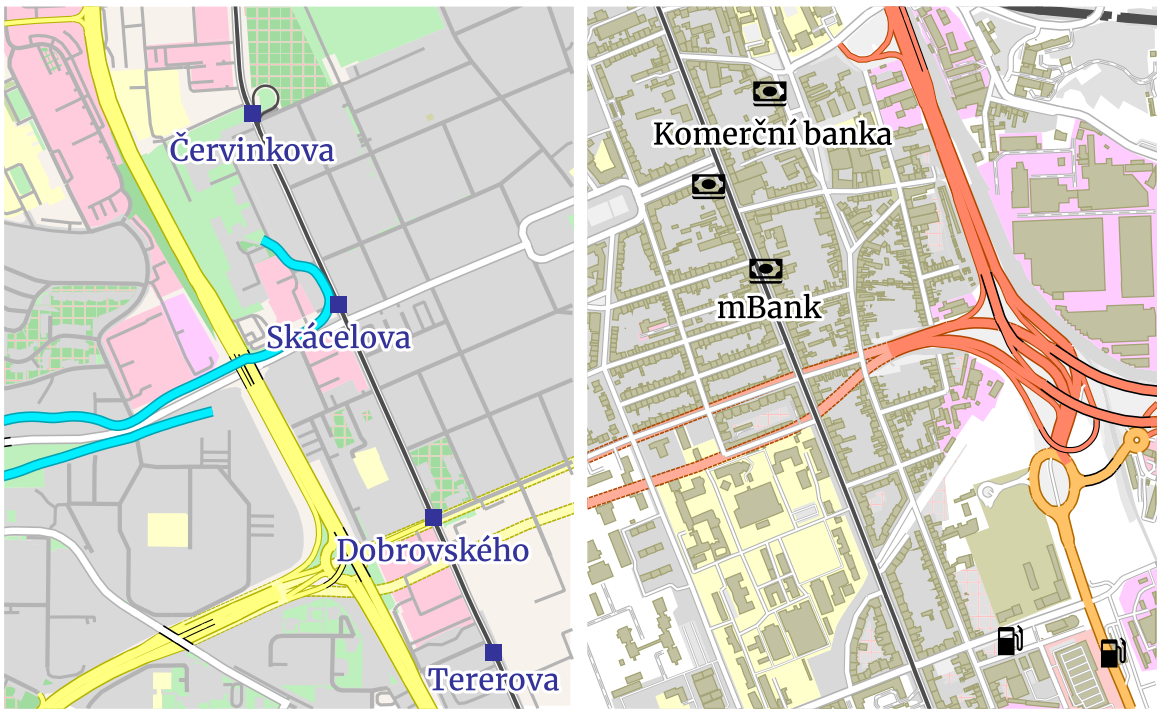 Červinkova
Skácelova
Dobrovského
Tererova
Komerční banka
mBank